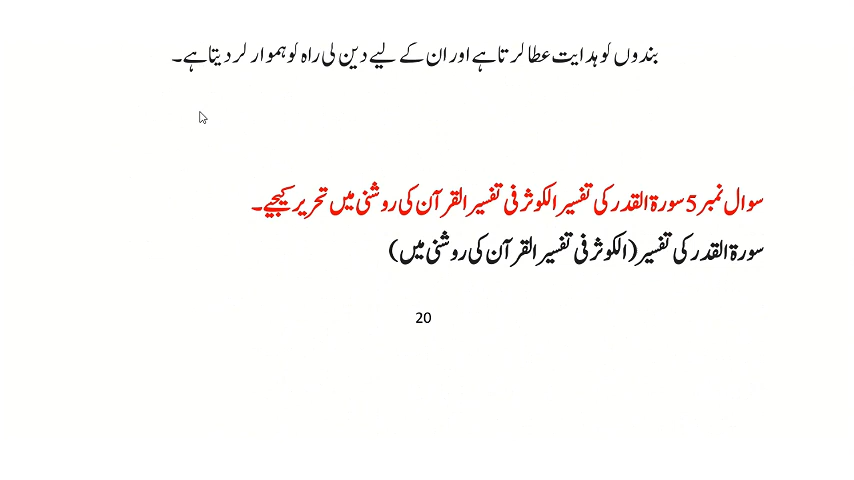 بندوں کو ہدایت عطا کرتا ہے اور ان کے لیے دین کی راہ کو ہموار کر دیتا ہے۔
سوال نمبر 5 سورۃ القدر کی تفسیر الکوثر فی تفسیر القرآن کی روشنی میں تحریر کیجیے۔
سورۃ القدر کی تفسیر (الکوثر فی تفسیر القرآن کی روشنی میں)
20